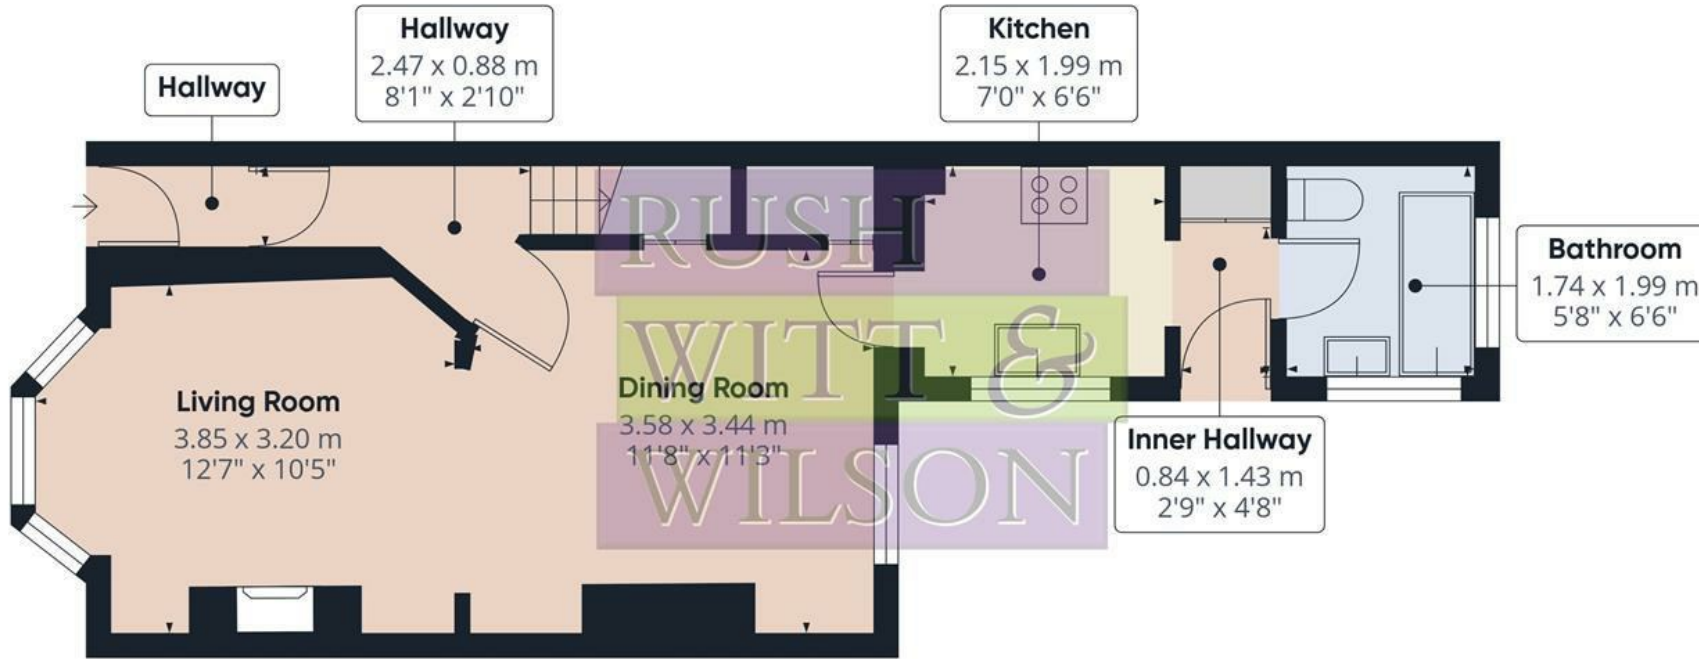 Hallway
Hallway
2.47 x 0.88 m
8'1" x 2'10"
Kitchen
2.15 x 1.99 m
7'0" x 6'6"
Bathroom
1.74 x 1.99 m
5'8" x 6'6"
Living Room
3.85 x 3.20 m
12'7" x 10'5"
Dining Room
3.58 x 3.44 m
11'8" x 11'3"
Inner Hallway
0.84 x 1.43 m
2'9" x 4'8"
RUSH
WITT &
WILSON